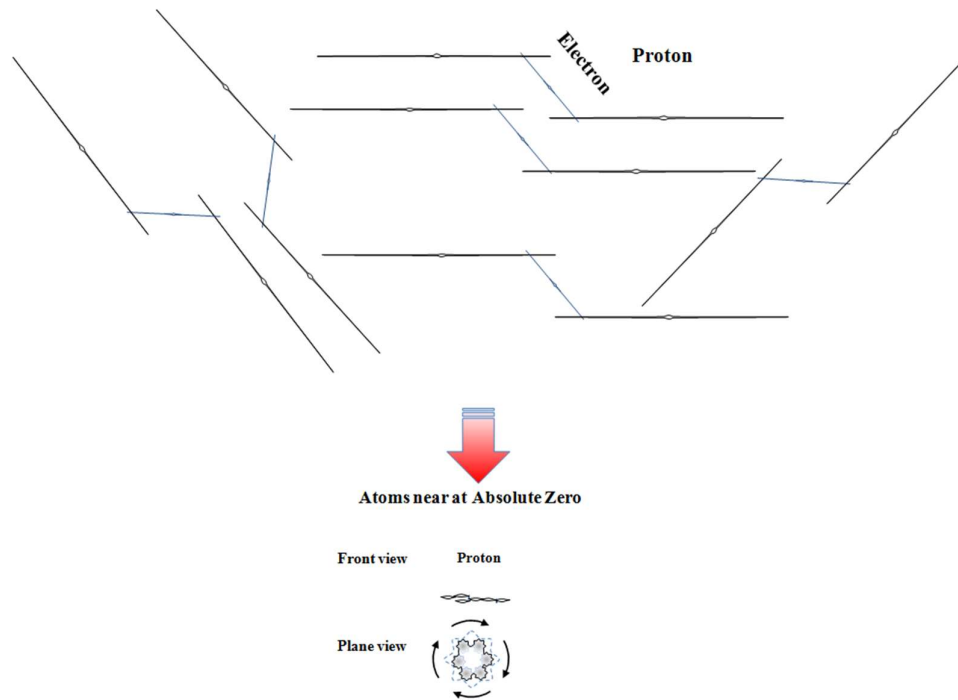 Electron
Proton
Atoms near at Absolute Zero
Front view
Proton
Plane view